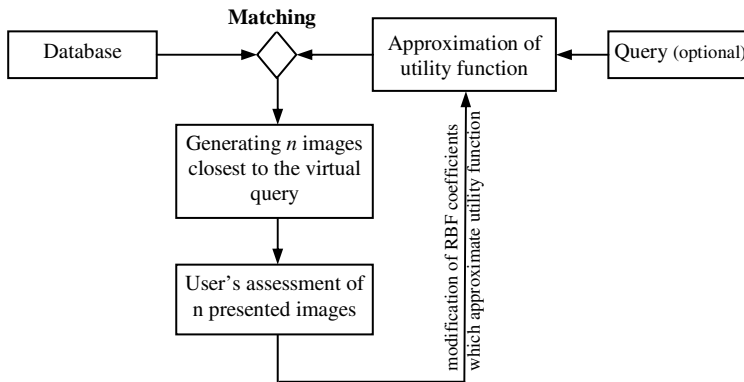 Matching
Database
Approximation of
utility function
Query (optional)
Generating n images
closest to the virtual
query
modification of RBF coefficients
which approximate utility function
User's assessment of
n presented images